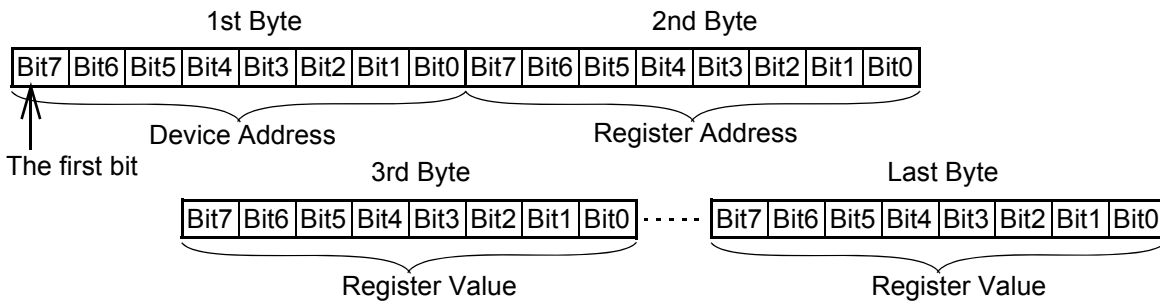 1st Byte 2nd Byte
Bit7 Bit6 Bit5 Bit4 Bit3 Bit2 Bit1 Bit0 Bit7 Bit6 Bit5 Bit4 Bit3 Bit2 Bit1 Bit0
Device Address Register Address
The first bit
3rd Byte Last Byte
Bit7 Bit6 Bit5 Bit4 Bit3 Bit2 Bit1 Bit0 Bit7 Bit6 Bit5 Bit4 Bit3 Bit2 Bit1 Bit0
Register Value Register Value